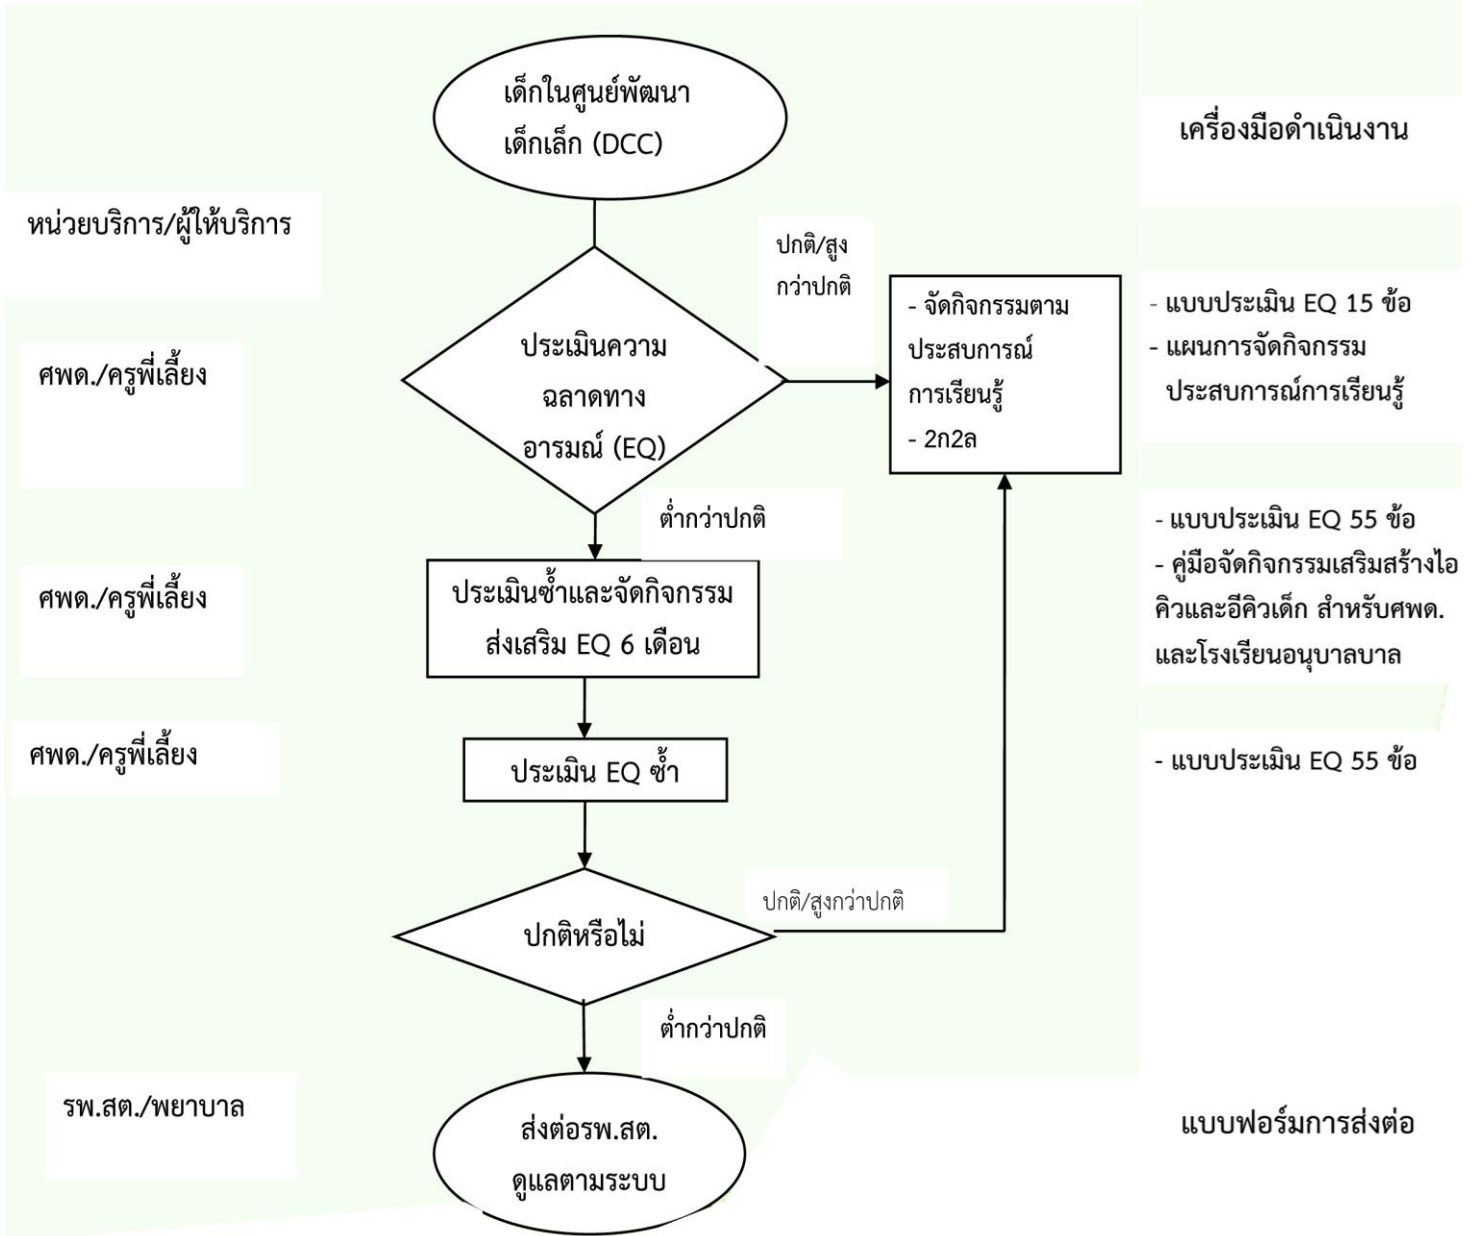 เด็กในศูนย์พัฒนา
เด็กเล็ก (DCC)
เครื่องมือดำเนินงาน
หน่วยบริการ/ผู้ให้บริการ
ปกติ/สูง
กว่าปกติ
ศพด./ครูพี่เลี้ยง
ประเมินความ
ฉลาดทาง
อารมณ์ (EQ)
- จัดกิจกรรมตาม
ประสบการณ์
การเรียนรู้
- 2ก2ล
- แบบประเมิน EQ 15 ข้อ
- แผนการจัดกิจกรรม
ประสบการณ์การเรียนรู้
ต่ำกว่าปกติ
ศพด./ครูพี่เลี้ยง
ประเมินซ้ำและจัดกิจกรรม
ส่งเสริม EQ 6 เดือน
- แบบประเมิน EQ 55 ข้อ
- คู่มือจัดกิจกรรมเสริมสร้างไอ
คิวและอีคิวเด็ก สำหรับศพด.
และโรงเรียนอนุบาลบาล
ศพด./ครูพี่เลี้ยง
ประเมิน EQ ซ้ำ
- แบบประเมิน EQ 55 ข้อ
ปกติหรือไม่
ปกติ/สูงกว่าปกติ
ต่ำกว่าปกติ
รพ.สต./พยาบาล
ส่งต่อรพ.สต.
ดูแลตามระบบ
แบบฟอร์มการส่งต่อ